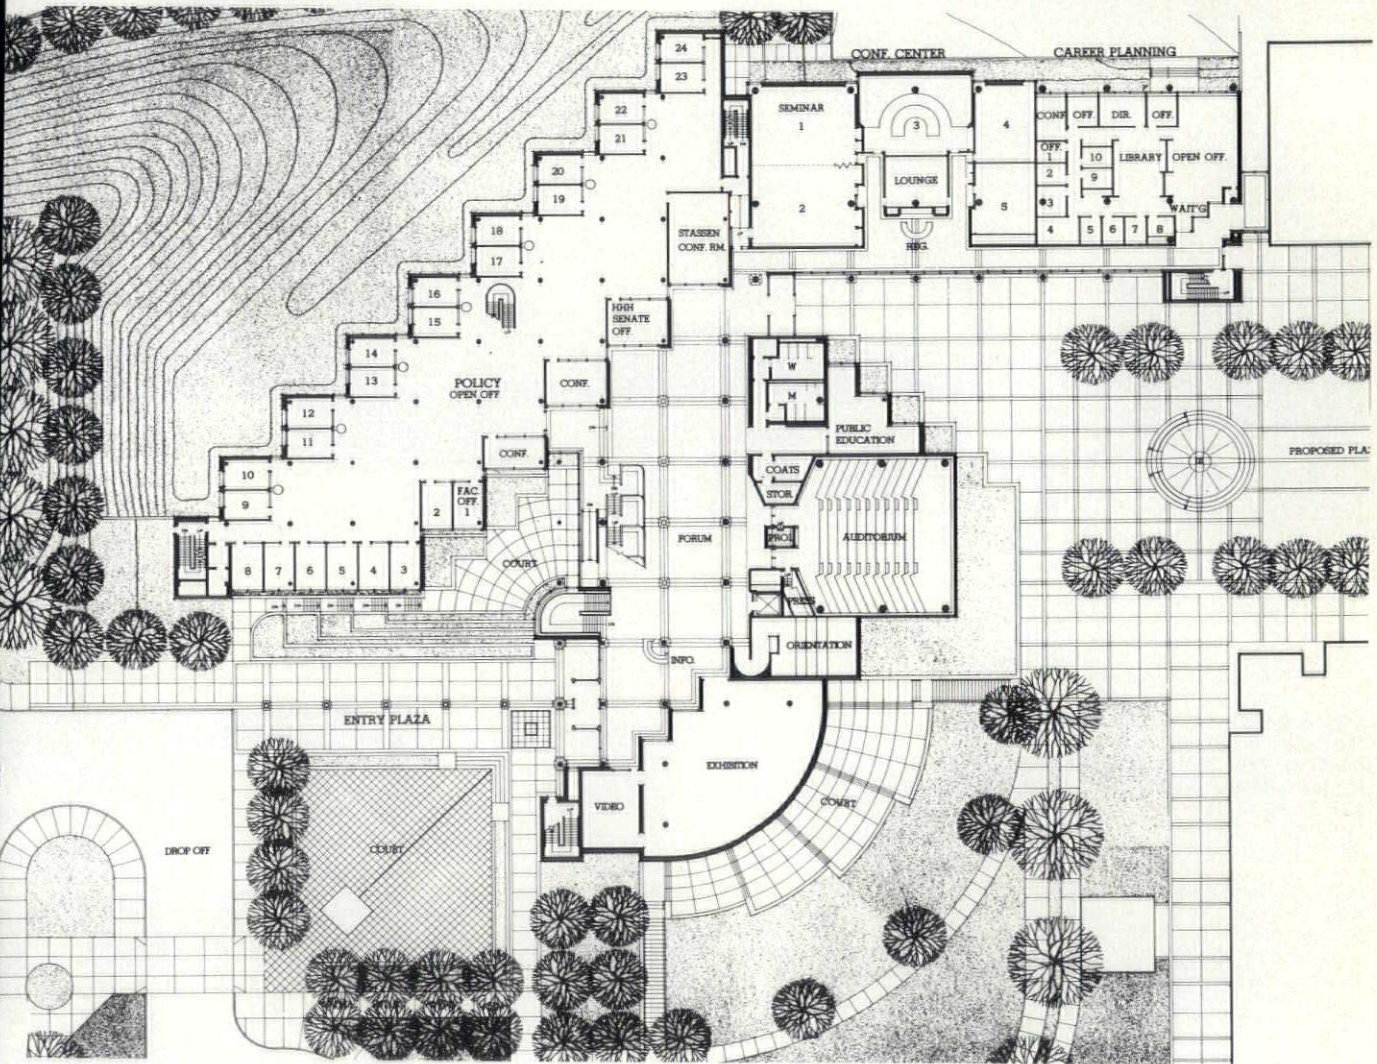 CONF. CENTER
CAREER PLANNING
24
23
22
21
20
19
18
17
16
15
14
13
12
11
10
9
SEMINAR
1
2
3
LOUNGE
REG.
4
5
CONF.
OFF.
DIR.
OFF.
OFF.
1
2
3
4
10
9
LIBRARY
OPEN OFF.
WAIT'G
5
6
7
8
STASSEN
CONF. RM.
HHH
SENATE
OFF.
POLICY
OPEN OFF.
CONF.
CONF.
FAC.
OFF.
1
2
8
7
6
5
4
3
W
M
PUBLIC
EDUCATION
COATS
STOR.
PROJ.
AUDITORIUM
PRESS
ORIENTATION
FORUM
COURT
INFO.
PROPOSED PLA
ENTRY PLAZA
EXHIBITION
VIDEO
COURT
DROP OFF
COURT